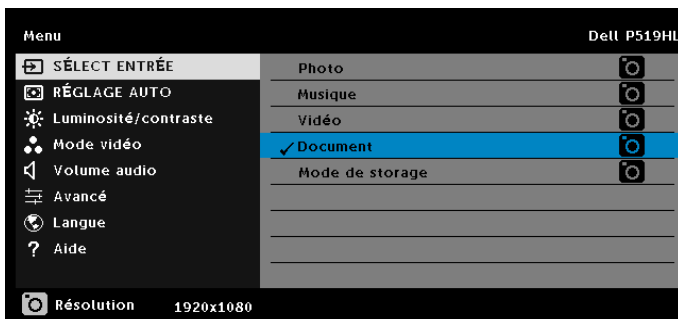 Menu
Dell P519HL
SÉLECT ENTRÉE
RÉGLAGE AUTO
Luminosité/contraste
Mode vidéo
Volume audio
Avancé
Langue
? Aide
Photo
Musique
Vidéo
Document
Mode de storage
Résolution 1920x1080